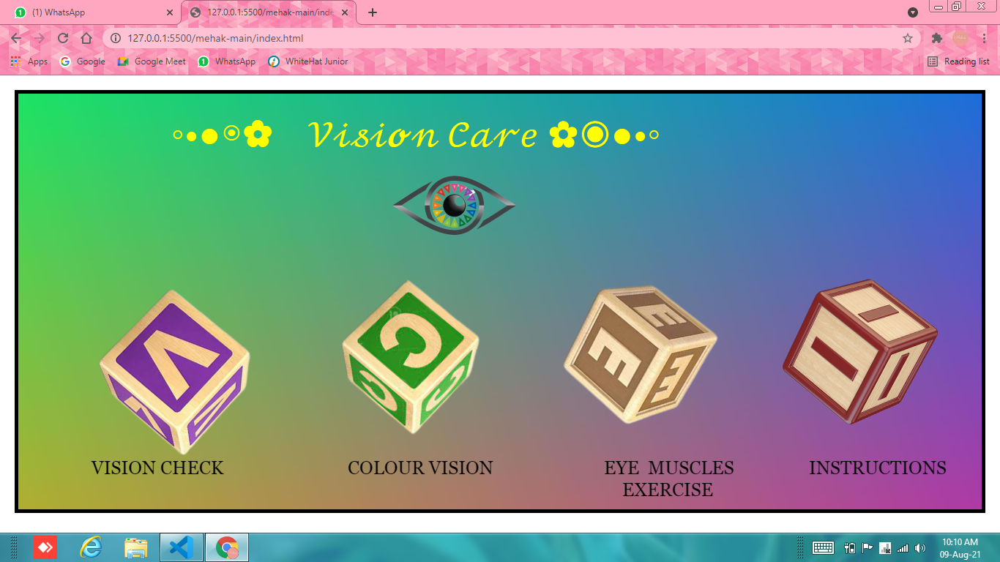 (1) WhatsApp
127.0.0.1:5500/mehak-main/inde
127.0.0.1:5500/mehak-main/index.html
Apps Google Google Meet WhatsApp WhiteHat Junior Reading list
◦•●◉✿ Vision Care ✿◉●•◦
V
V
V
C
C
C
E
E
E
I
I
I
VISION CHECK COLOUR VISION EYE MUSCLES INSTRUCTIONS
EXERCISE
10:10 AM
09-Aug-21